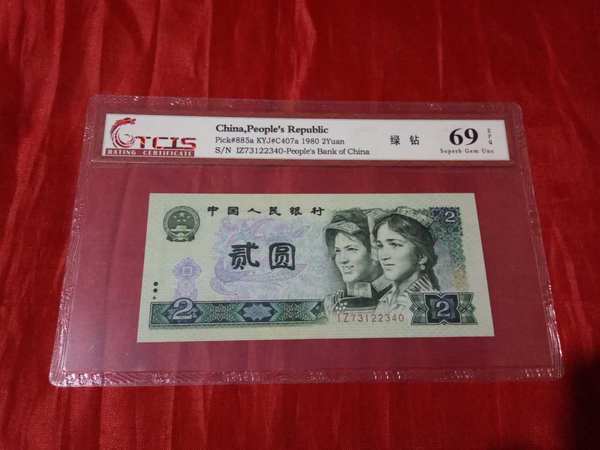 TCIS
RATING CERTIFICATE
China,People's Republic
Pick#885a KYJ#C407a 1980 2Yuan
S/N IZ73122340-People's Bank of China
绿 钻
69 EPQ
Superb Gem Unc
中国人民银行
2
贰圆
2
2
IZ73122340